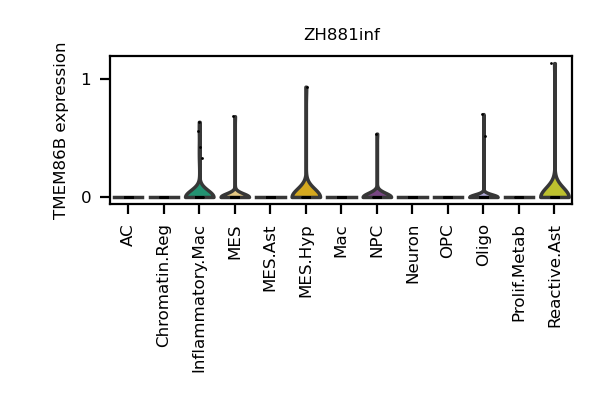 ZH881inf
TMEM86B expression
1
0
AC
Chromatin.Reg
Inflammatory.Mac
MES
MES.Ast
MES.Hyp
Mac
NPC
Neuron
OPC
Oligo
Prolif.Metab
Reactive.Ast